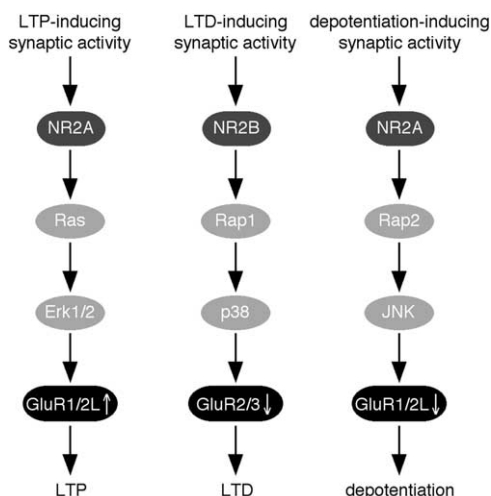 LTP-inducing
synaptic activity
NR2A
Ras
Erk1/2
GluR1/2L↑
LTP
LTD-inducing
synaptic activity
NR2B
Rap1
p38
GluR2/3↓
LTD
depotentiation-inducing
synaptic activity
NR2A
Rap2
JNK
GluR1/2L↓
depotentiation